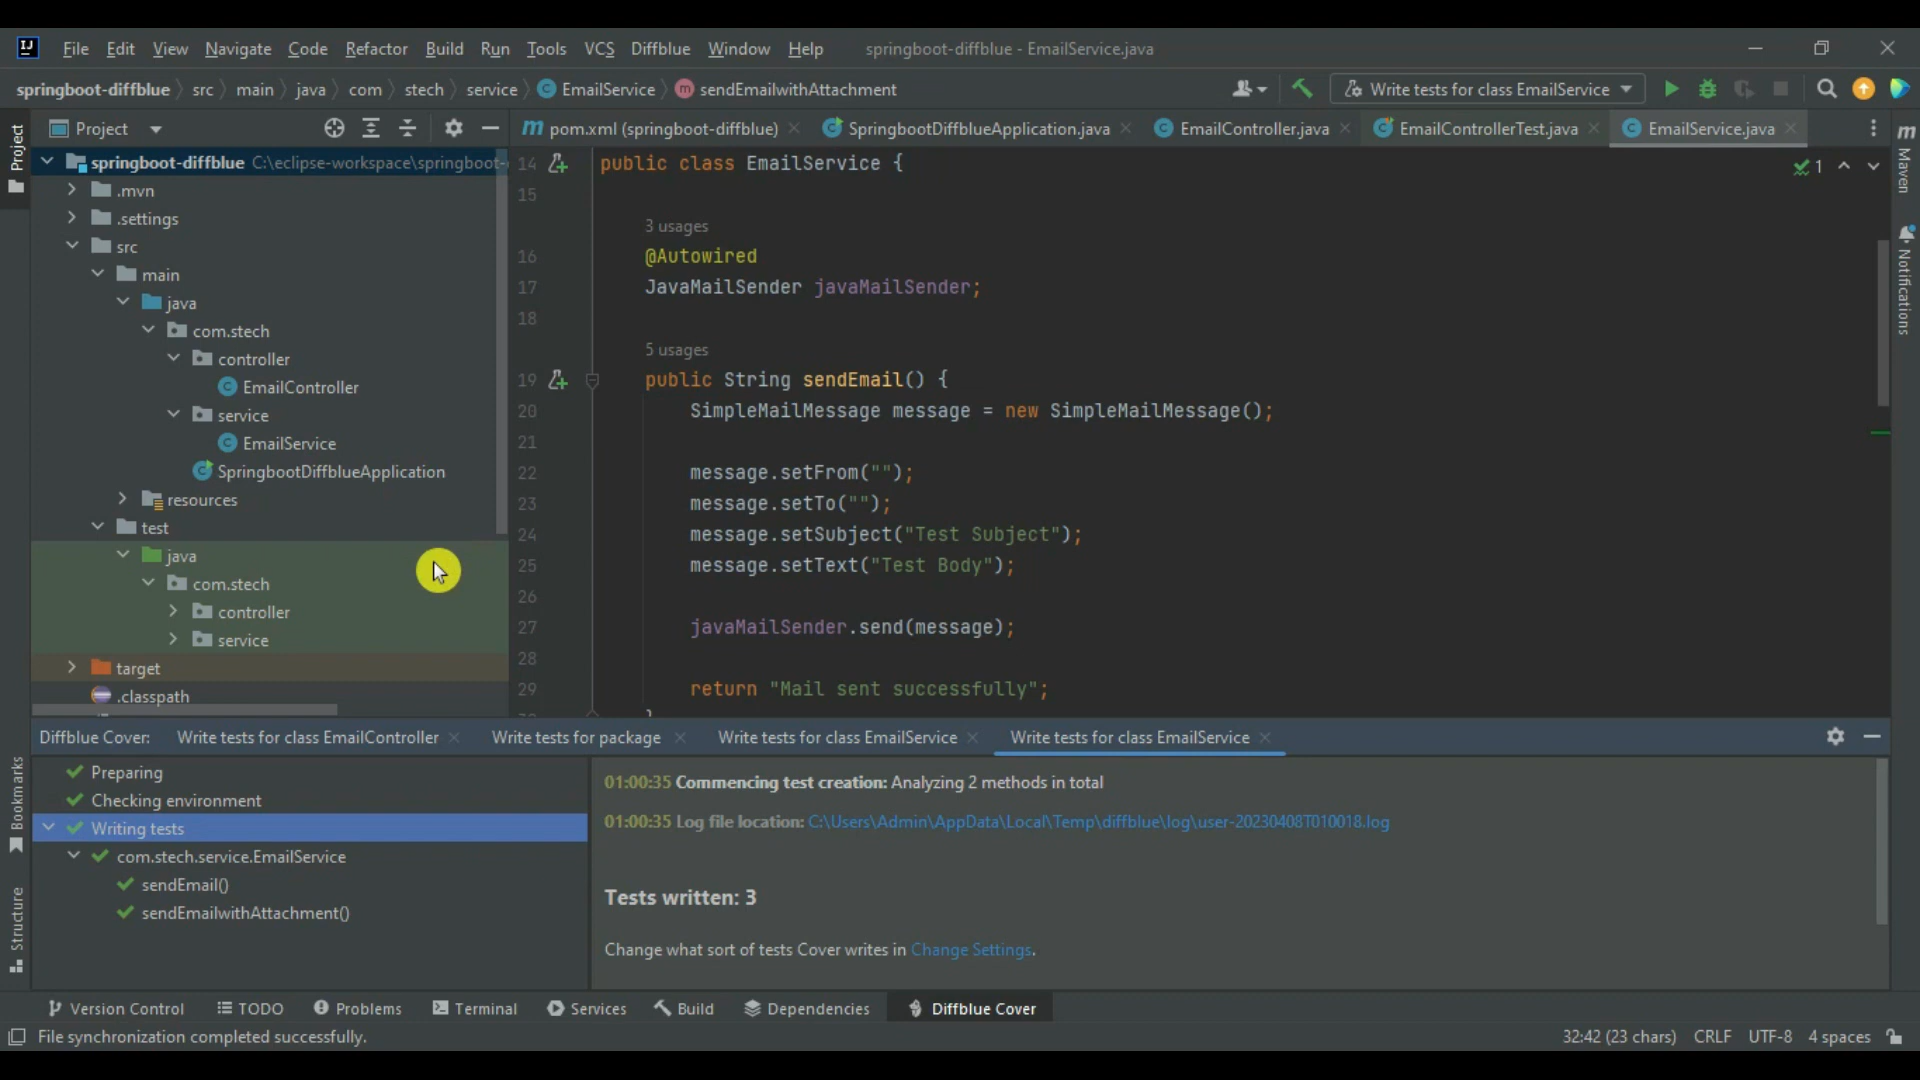 IJ File Edit View Navigate Code Refactor Build Run Tools VCS Diffblue Window Help springboot-diffblue - EmailService.java
springboot-diffblue src main java com stech service EmailService sendEmailwithAttachment Write tests for class EmailService
Project pom.xml (springboot-diffblue) SpringbootDiffblueApplication.java EmailController.java EmailControllerTest.java EmailService.java
Project
Bookmarks
Structure
Maven
Notifications
springboot-diffblue C:\eclipse-workspace\springboot-
.mvn
.settings
src
main
java
com.stech
controller
EmailController
service
EmailService
SpringbootDiffblueApplication
resources
test
java
com.stech
controller
service
target
.classpath
14 public class EmailService { 1
15
3 usages
16 @Autowired
17 JavaMailSender javaMailSender;
18
5 usages
19 public String sendEmail() {
20 SimpleMailMessage message = new SimpleMailMessage();
21
22 message.setFrom("");
23 message.setTo("");
24 message.setSubject("Test Subject");
25 message.setText("Test Body");
26
27 javaMailSender.send(message);
28
29 return "Mail sent successfully";
Diffblue Cover: Write tests for class EmailController Write tests for package Write tests for class EmailService Write tests for class EmailService
Preparing
Checking environment
Writing tests
com.stech.service.EmailService
sendEmail()
sendEmailwithAttachment()
01:00:35 Commencing test creation: Analyzing 2 methods in total
01:00:35 Log file location: C:\Users\Admin\AppData\Local\Temp\diffblue\log\user-20230408T010018.log
Tests written: 3
Change what sort of tests Cover writes in Change Settings.
Version Control TODO Problems Terminal Services Build Dependencies Diffblue Cover
File synchronization completed successfully. 32:42 (23 chars) CRLF UTF-8 4 spaces